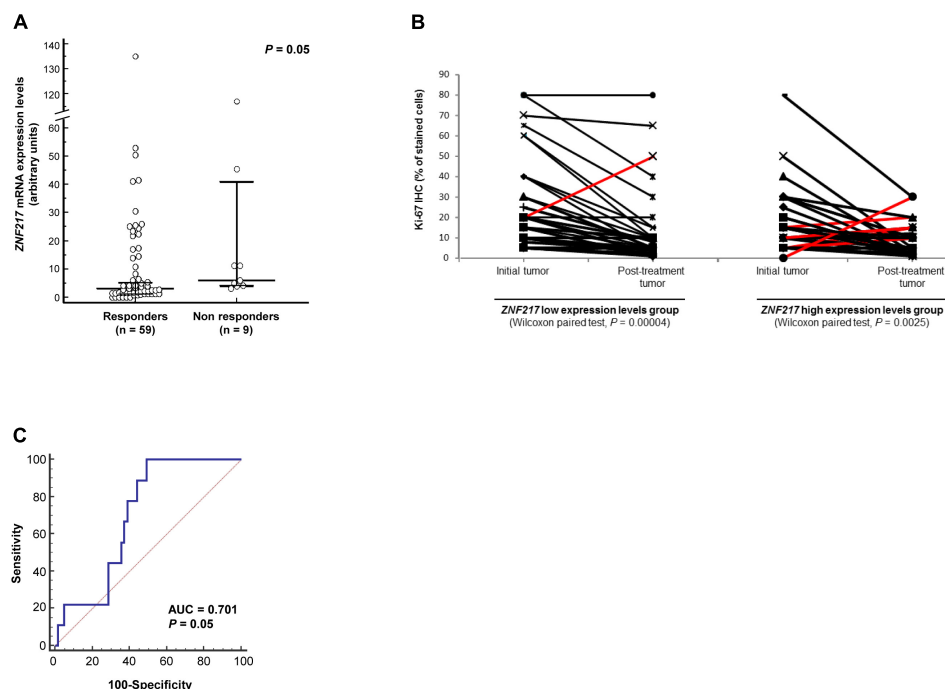 A
ZNF217 mRNA expression levels
(arbitrary units)
140
120
100
60
50
40
30
20
10
0
P = 0.05
Responders
(n = 59)
Non responders
(n = 9)
B
Ki-67 IHC (% of stained cells)
90
80
70
60
50
40
30
20
10
0
Initial tumor
Post-treatment
tumor
Initial tumor
Post-treatment
tumor
ZNF217 low expression levels group
(Wilcoxon paired test, P = 0.00004)
ZNF217 high expression levels group
(Wilcoxon paired test, P = 0.0025)
C
Sensitivity
100
80
60
40
20
0
AUC = 0.701
P = 0.05
0 20 40 60 80 100
100-Specificity